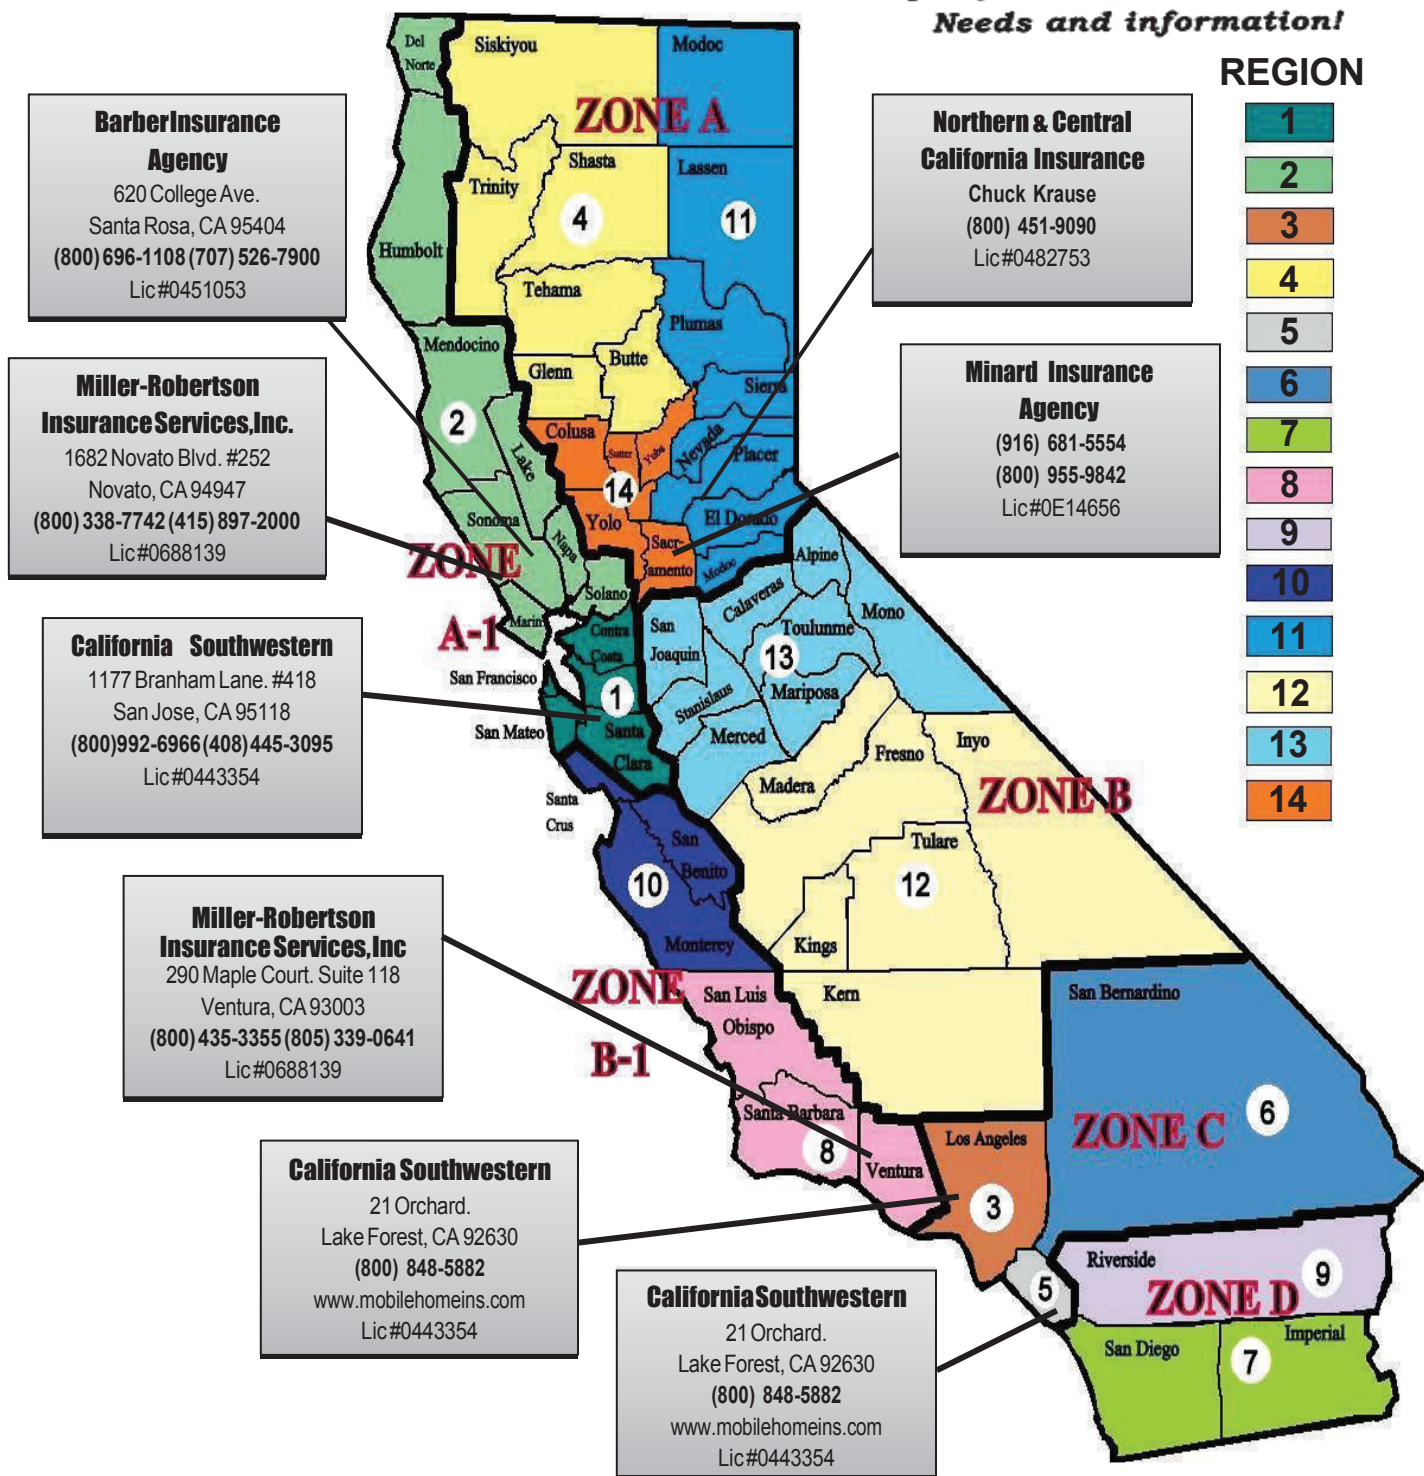 Needs and information!
REGION
1
2
3
4
5
6
7
8
9
10
11
12
13
14
Barber Insurance
Agency
620 College Ave.
Santa Rosa, CA 95404
(800) 696-1108 (707) 526-7900
Lic#0451053
Miller-Robertson
Insurance Services, Inc.
1682 Novato Blvd. #252
Novato, CA 94947
(800) 338-7742 (415) 897-2000
Lic#0688139
California Southwestern
1177 Branham Lane. #418
San Jose, CA 95118
(800)992-6966 (408)445-3095
Lic#0443354
Miller-Robertson
Insurance Services, Inc
290 Maple Court. Suite 118
Ventura, CA 93003
(800) 435-3355 (805) 339-0641
Lic#0688139
California Southwestern
21 Orchard.
Lake Forest, CA 92630
(800) 848-5882
www.mobilehomeins.com
Lic#0443354
California Southwestern
21 Orchard.
Lake Forest, CA 92630
(800) 848-5882
www.mobilehomeins.com
Lic#0443354
Northern & Central
California Insurance
Chuck Krause
(800) 451-9090
Lic#0482753
Minard Insurance
Agency
(916) 681-5554
(800) 955-9842
Lic#0E14656
Del
Norte
Siskiyou
Modoc
ZONE A
Shasta
Lassen
Trinity
4
11
Humbolt
Tehama
Plumas
Mendocino
Butte
Glenn
Sierra
2
Colusa
Sutter
Yuba
Nevada
Placer
Lake
14
Yolo
El Dorado
Sonoma
Napa
Sacr-
amento
Modoc
Alpine
ZONE
A-1
Solano
Marin
Calaveras
Mono
Contra
Costa
San
Joaquin
Toulunme
13
San Francisco
1
Stanislaus
Mariposa
San Mateo
Santa
Clara
Merced
Fresno
Inyo
Madera
ZONE B
Santa
Crus
San
Benito
Tulare
10
12
Monterey
Kings
ZONE
B-1
San Luis
Obispo
Kern
San Bernardino
Santa Barbara
8
Ventura
Los Angeles
3
ZONE C
6
Riverside
5
ZONE D
9
San Diego
Imperial
7